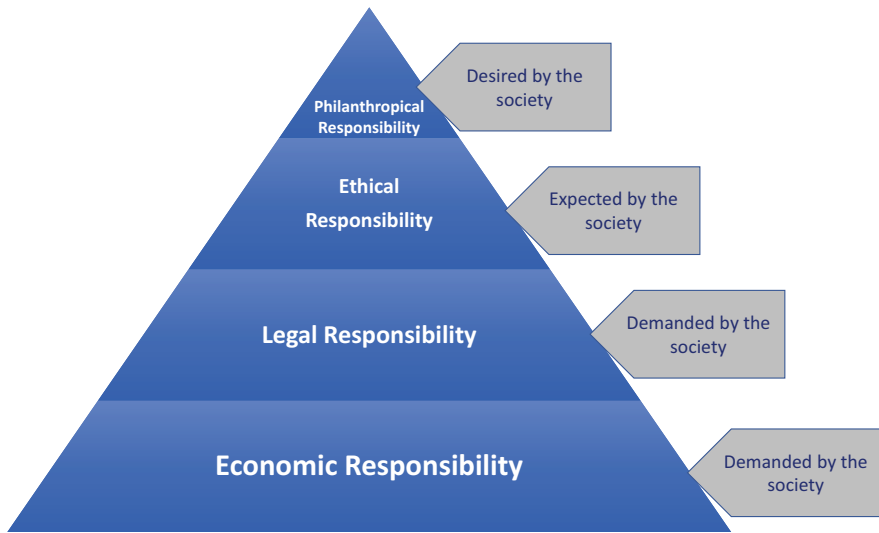 Desired by the
society
Philanthropical
Responsibility
Ethical
Responsibility
Expected by the
society
Legal Responsibility
Demanded by the
society
Economic Responsibility
Demanded by the
society